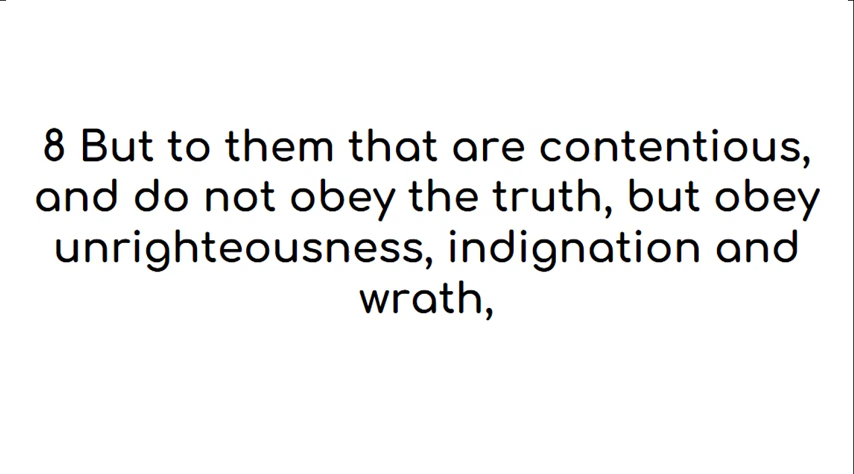 8 But to them that are contentious,
and do not obey the truth, but obey
unrighteousness, indignation and
wrath,